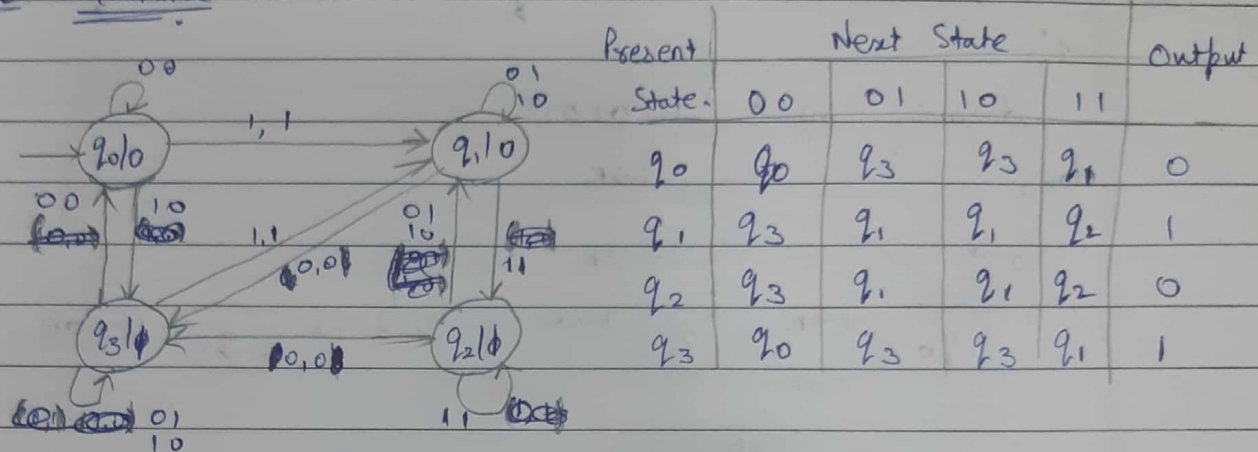 00
1, 1
01
10
q0/0
q1/0
00
10
1,1
0,0
01
10
11
q3/1
q2/0
0,0
01
10
11
Present State.
Next State
Output
00 01 10 11
q0 q0 q3 q3 q1 0
q1 q3 q1 q1 q2 1
q2 q3 q1 q1 q2 0
q3 q0 q3 q3 q1 1